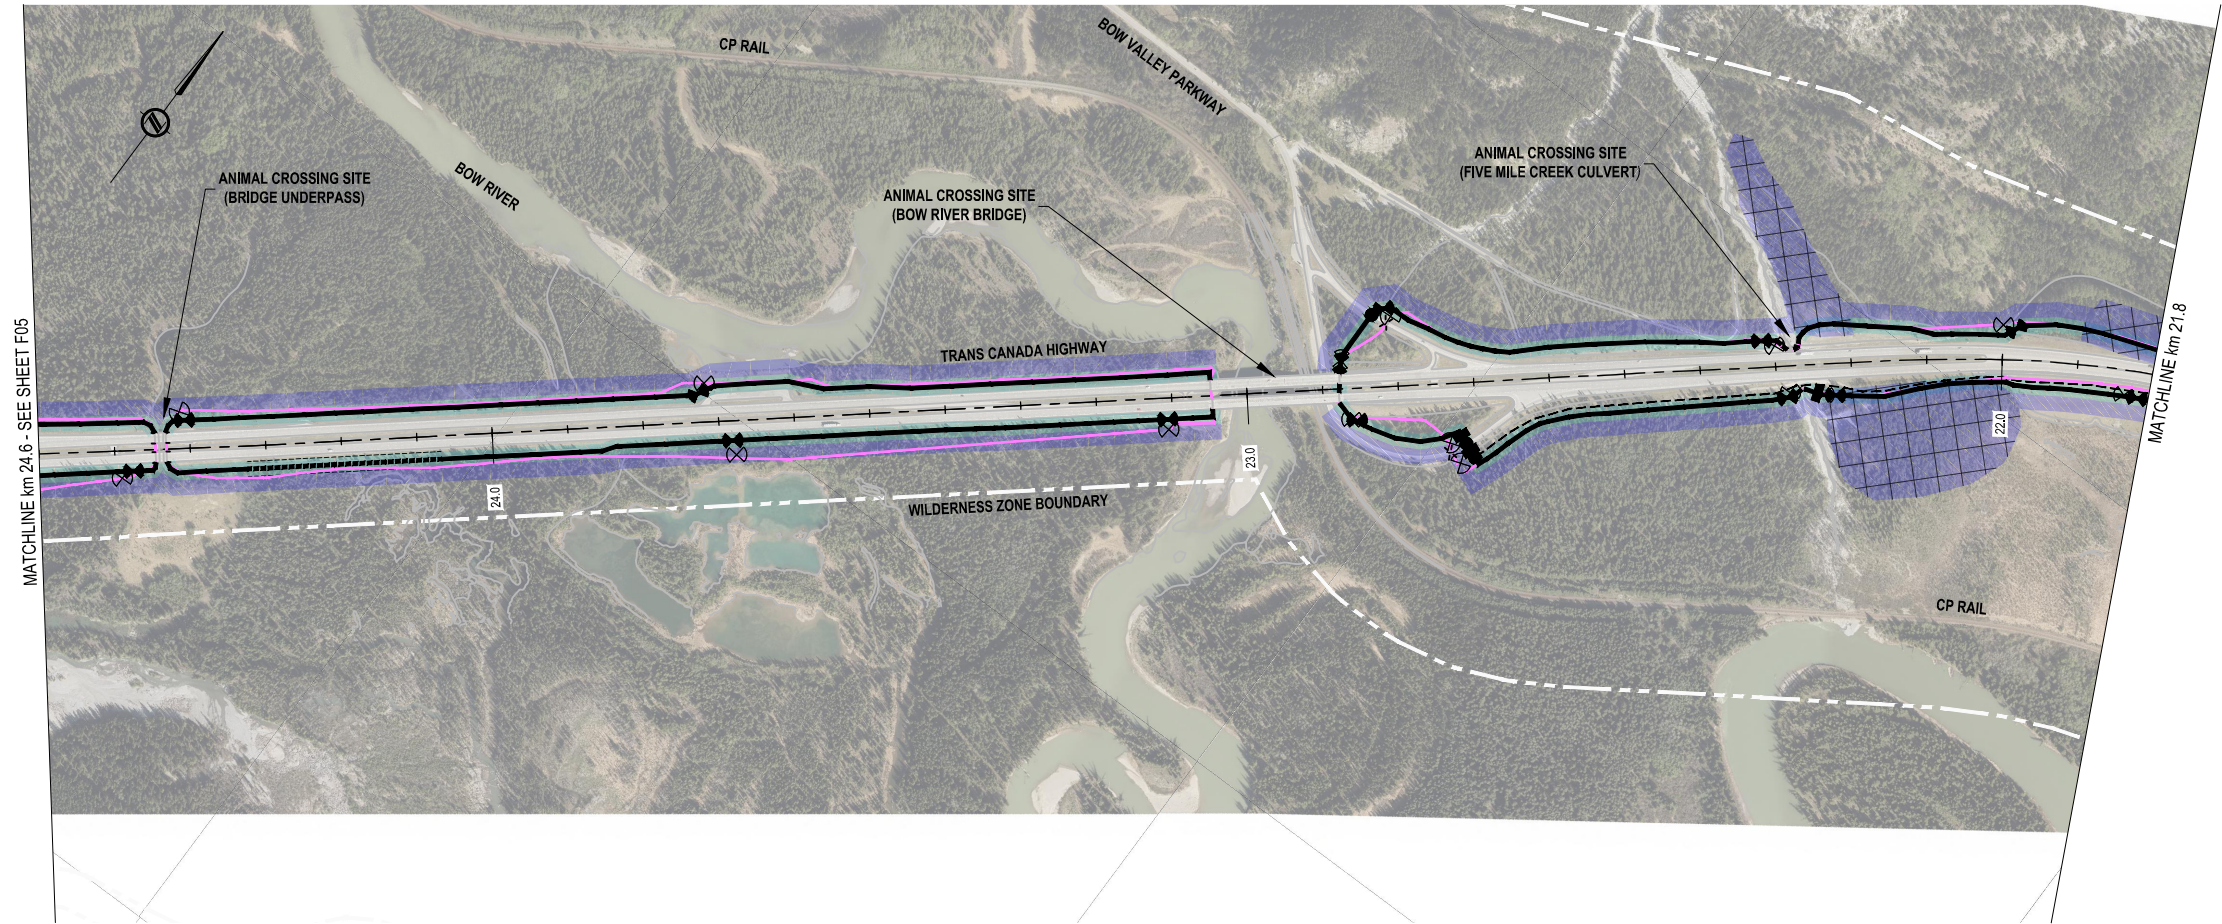 CP RAIL
BOW VALLEY PARKWAY
ANIMAL CROSSING SITE
(BRIDGE UNDERPASS)
BOW RIVER
ANIMAL CROSSING SITE
(BOW RIVER BRIDGE)
ANIMAL CROSSING SITE
(FIVE MILE CREEK CULVERT)
MATCHLINE km 24.6 - SEE SHEET F05
TRANS CANADA HIGHWAY
MATCHLINE km 21.8
24.0
23.0
22.0
WILDERNESS ZONE BOUNDARY
CP RAIL